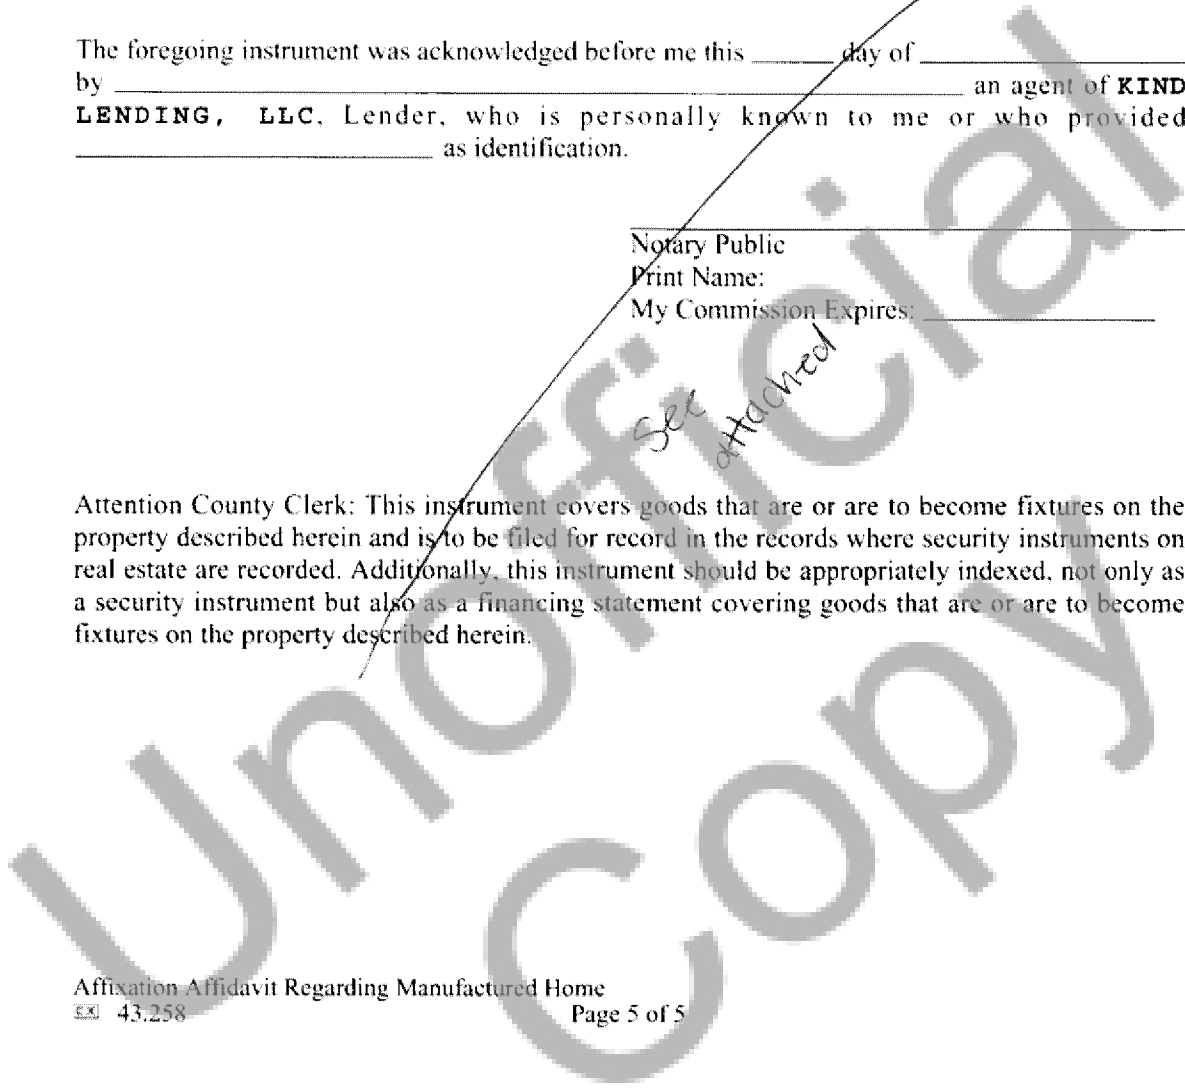 The foregoing instrument was acknowledged before me this ______ day of ____________________
by ______________________________________________________________ an agent of KIND
LENDING, LLC, Lender, who is personally known to me or who provided
__________________________ as identification.
Notary Public
Print Name:
My Commission Expires: _________________
See
attached
Attention County Clerk: This instrument covers goods that are or are to become fixtures on the
property described herein and is to be filed for record in the records where security instruments on
real estate are recorded. Additionally, this instrument should be appropriately indexed, not only as
a security instrument but also as a financing statement covering goods that are or are to become
fixtures on the property described herein.
Unofficial
Copy
Affixation Affidavit Regarding Manufactured Home
CX 43.258 Page 5 of 5